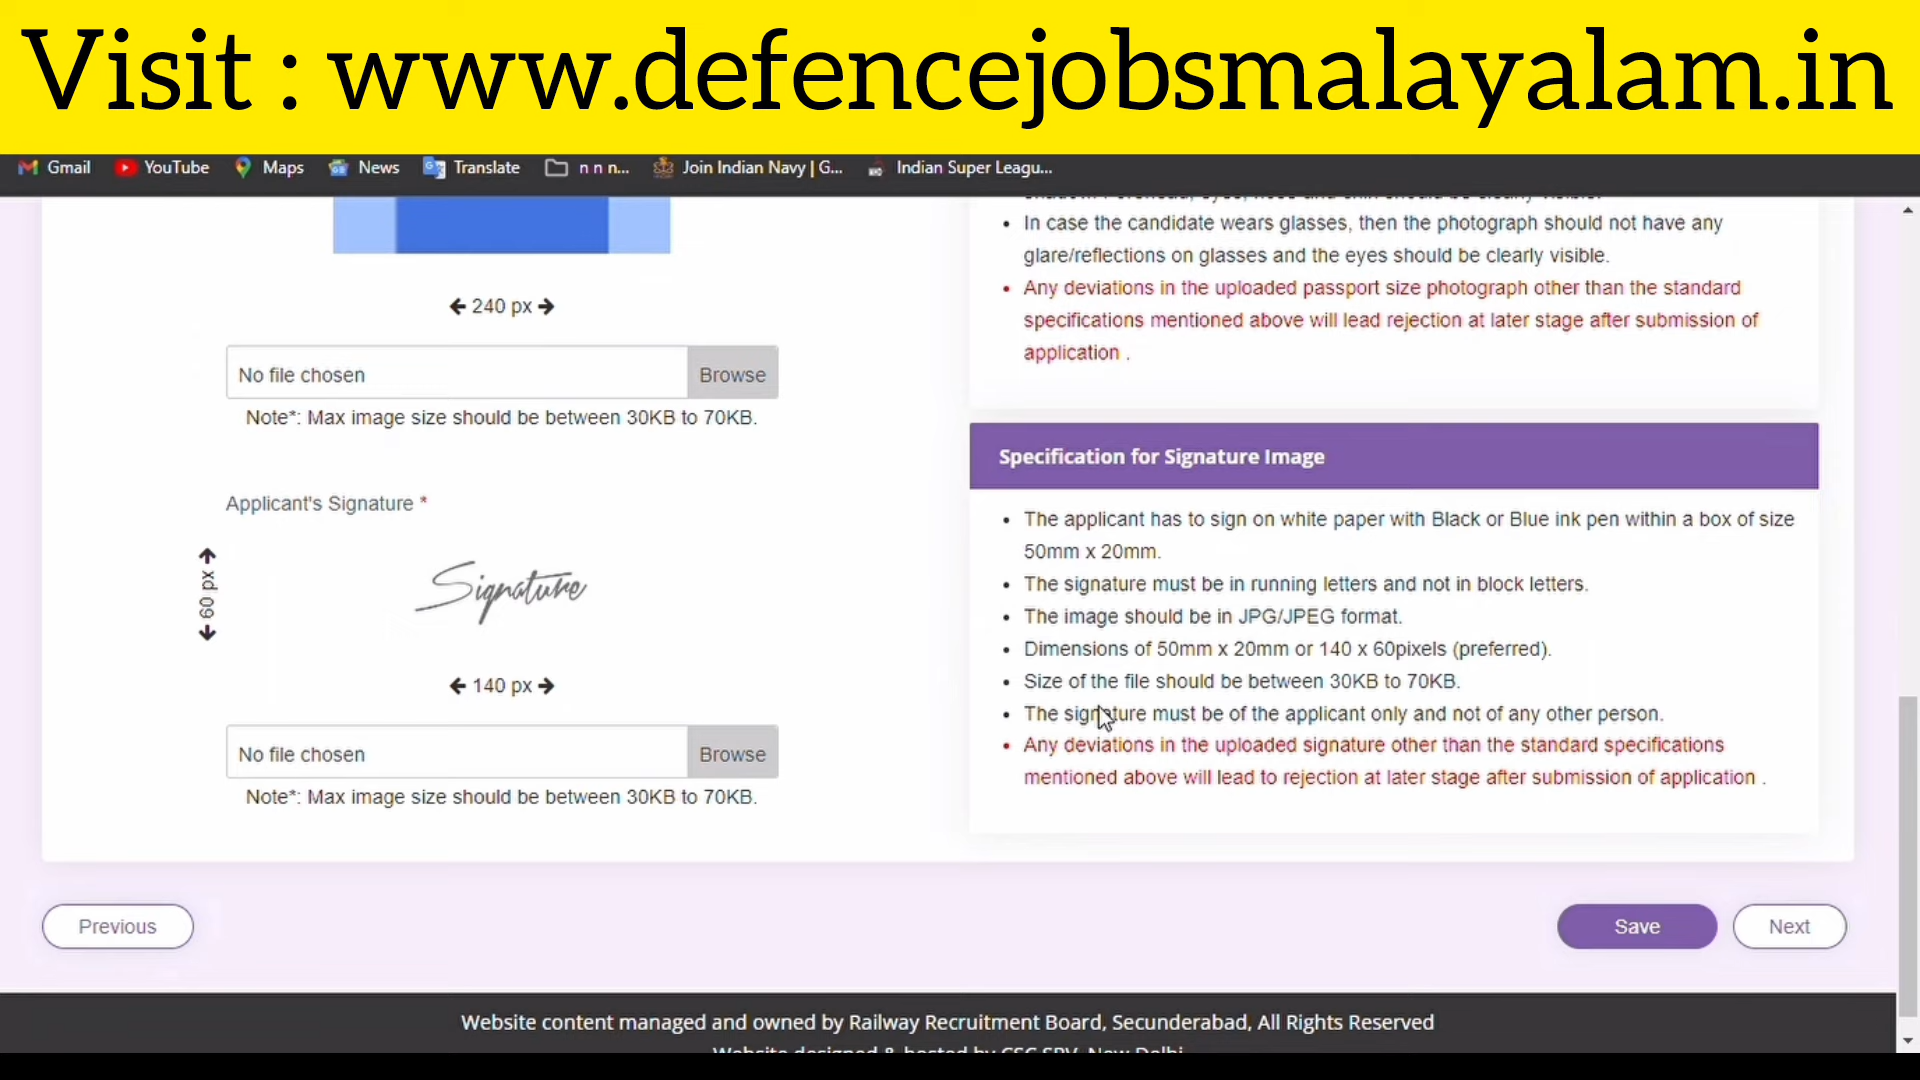 Visit : www.defencejobsmalayalam.in
Gmail YouTube Maps News Translate n n n... Join Indian Navy | G... Indian Super Leagu...
In case the candidate wears glasses, then the photograph should not have any
glare/reflections on glasses and the eyes should be clearly visible.
Any deviations in the uploaded passport size photograph other than the standard
specifications mentioned above will lead rejection at later stage after submission of
application .
240 px
No file chosen Browse
Note*: Max image size should be between 30KB to 70KB.
Applicant's Signature *
60 px
Signature
140 px
No file chosen Browse
Note*: Max image size should be between 30KB to 70KB.
Specification for Signature Image
The applicant has to sign on white paper with Black or Blue ink pen within a box of size
50mm x 20mm.
The signature must be in running letters and not in block letters.
The image should be in JPG/JPEG format.
Dimensions of 50mm x 20mm or 140 x 60pixels (preferred).
Size of the file should be between 30KB to 70KB.
The signature must be of the applicant only and not of any other person.
Any deviations in the uploaded signature other than the standard specifications
mentioned above will lead to rejection at later stage after submission of application .
Previous Save Next
Website content managed and owned by Railway Recruitment Board, Secunderabad, All Rights Reserved
Website designed & hosted by CSC SPV, New Delhi